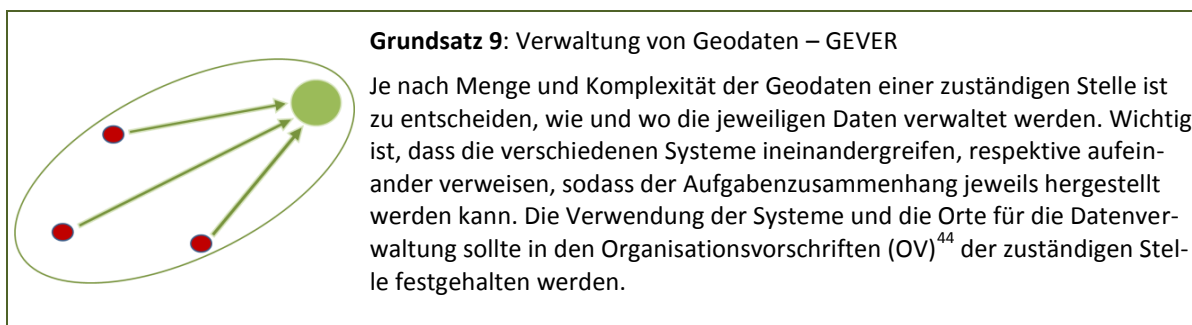 Grundsatz 9: Verwaltung von Geodaten – GEVER
Je nach Menge und Komplexität der Geodaten einer zuständigen Stelle ist
zu entscheiden, wie und wo die jeweiligen Daten verwaltet werden. Wichtig
ist, dass die verschiedenen Systeme ineinandergreifen, respektive aufein-
ander verweisen, sodass der Aufgabenzusammenhang jeweils hergestellt
werden kann. Die Verwendung der Systeme und die Orte für die Datenver-
waltung sollte in den Organisationsvorschriften (OV)44 der zuständigen Stel-
le festgehalten werden.